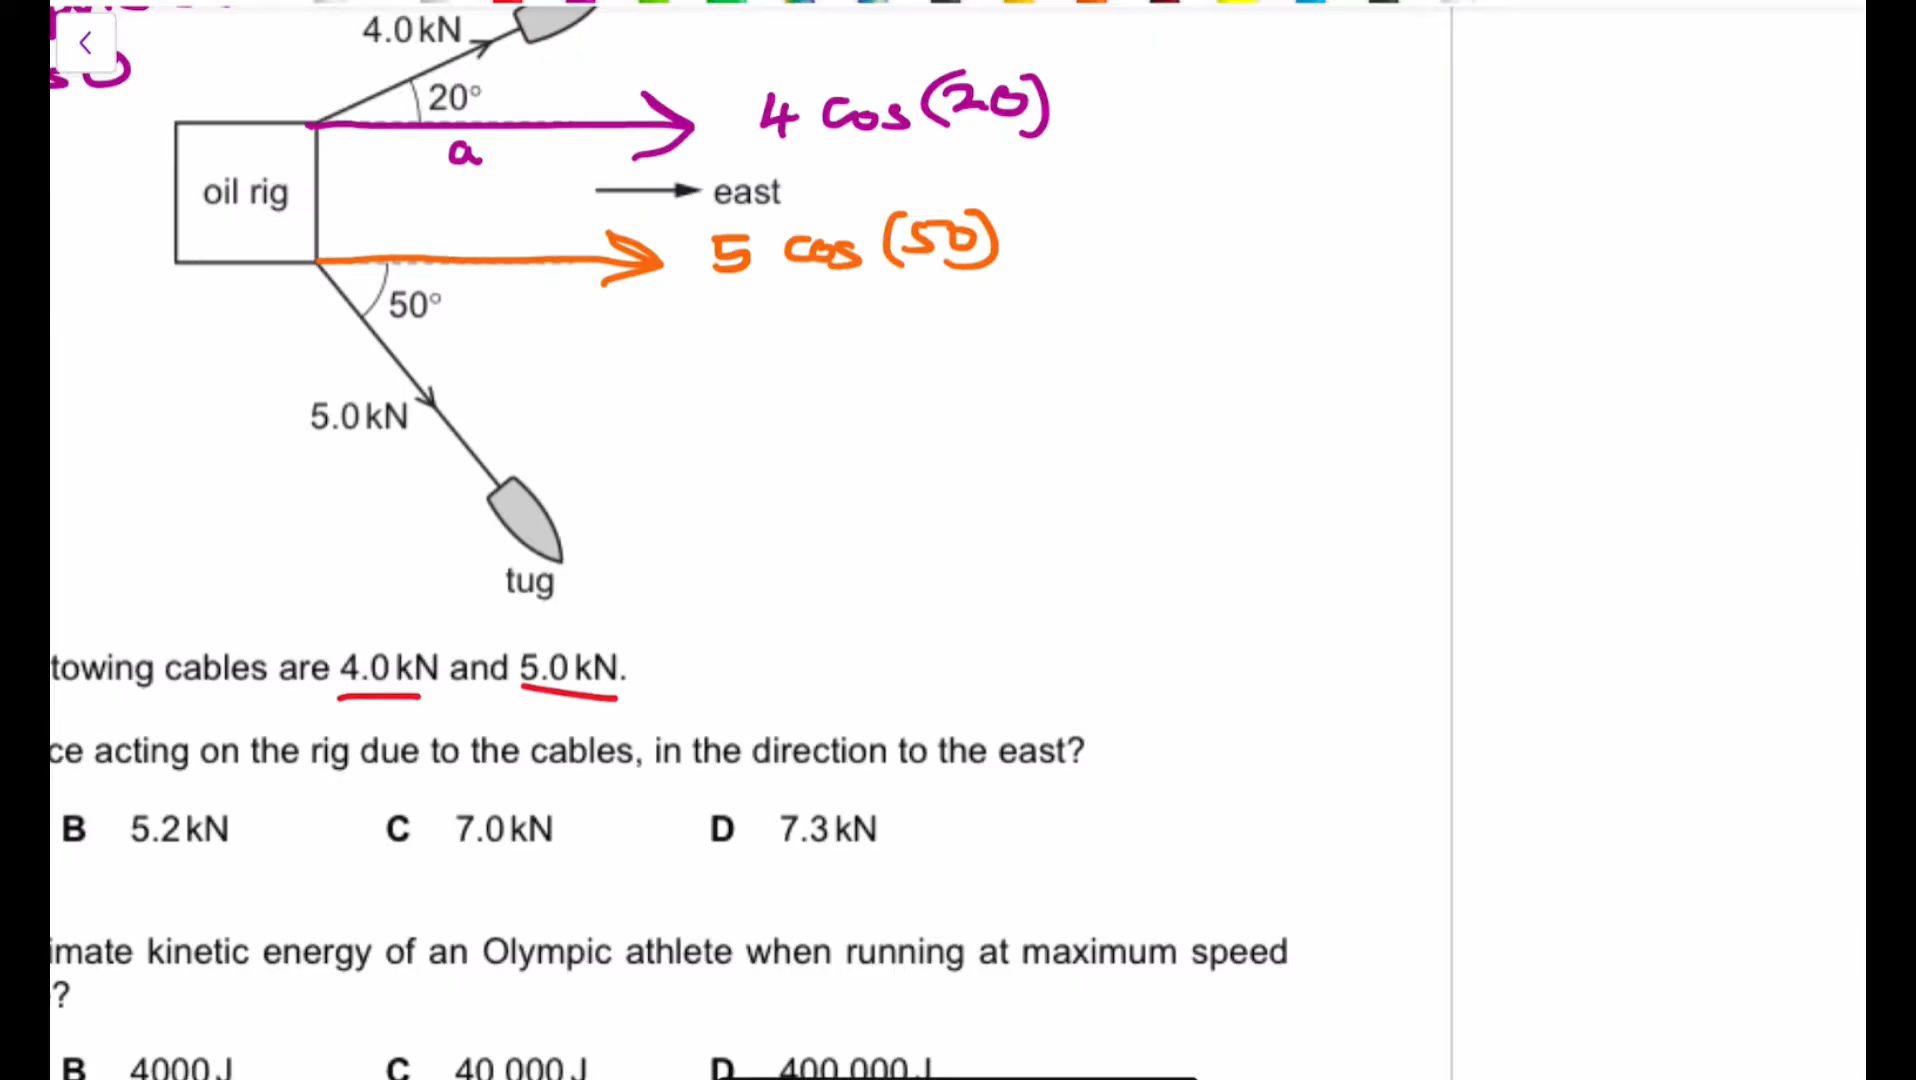 4.0 kN
20°
4 cos(20)
a
oil rig
east
5 cos (50)
50°
5.0 kN
tug
towing cables are 4.0 kN and 5.0 kN.
ce acting on the rig due to the cables, in the direction to the east?
B 5.2 kN C 7.0 kN D 7.3 kN
imate kinetic energy of an Olympic athlete when running at maximum speed
?
B 4000 J C 40 000 J D 400 000 J